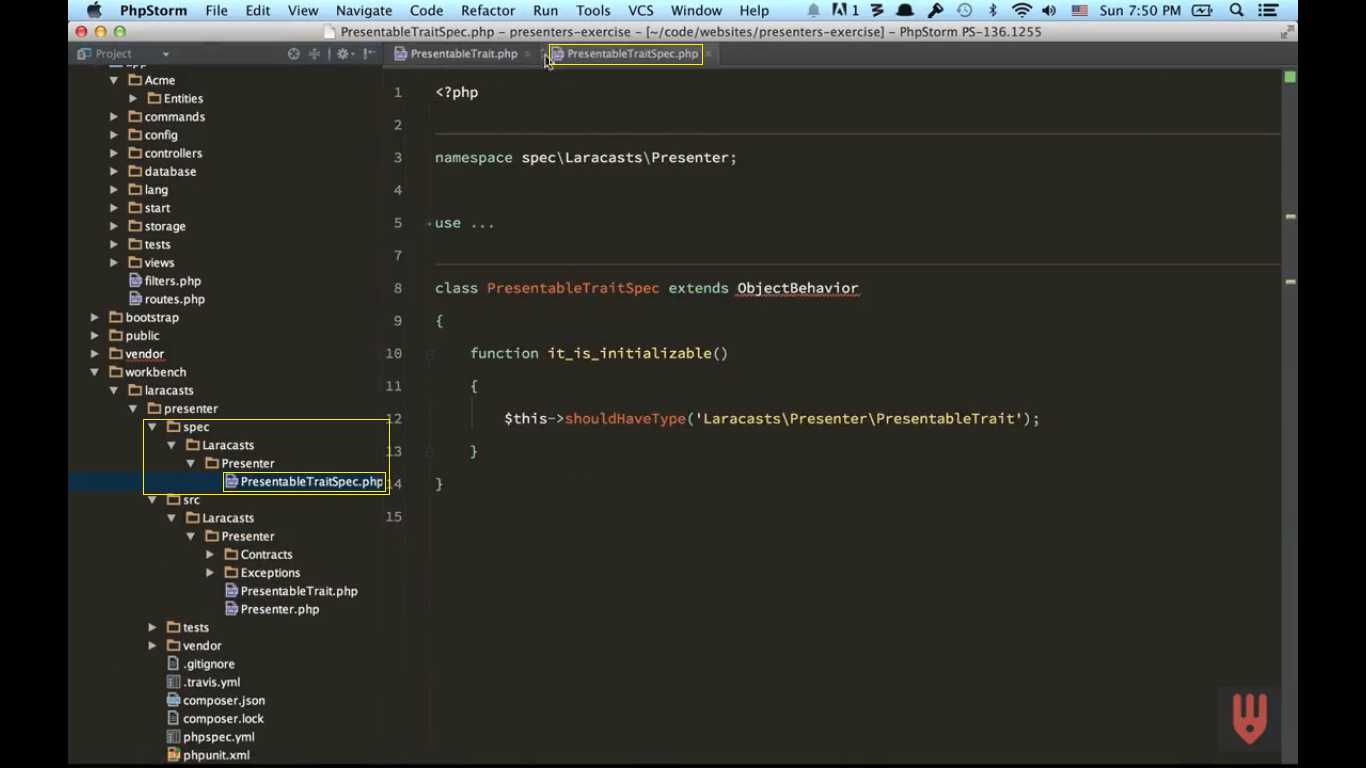 PhpStorm File Edit View Navigate Code Refactor Run Tools VCS Window Help 1 Sun 7:50 PM
PresentableTraitSpec.php – presenters-exercise – [~/code/websites/presenters-exercise] – PhpStorm PS-136.1255
Project
PresentableTrait.php
PresentableTraitSpec.php
app
Acme
Entities
commands
config
controllers
database
lang
start
storage
tests
views
filters.php
routes.php
bootstrap
public
vendor
workbench
laracasts
presenter
spec
Laracasts
Presenter
PresentableTraitSpec.php
src
Laracasts
Presenter
Contracts
Exceptions
PresentableTrait.php
Presenter.php
tests
vendor
.gitignore
.travis.yml
composer.json
composer.lock
phpspec.yml
phpunit.xml
1 <?php
2
3 namespace spec\Laracasts\Presenter;
4
5 use ...
7
8 class PresentableTraitSpec extends ObjectBehavior
9 {
10 function it_is_initializable()
11 {
12 $this->shouldHaveType('Laracasts\Presenter\PresentableTrait');
13 }
14 }
15